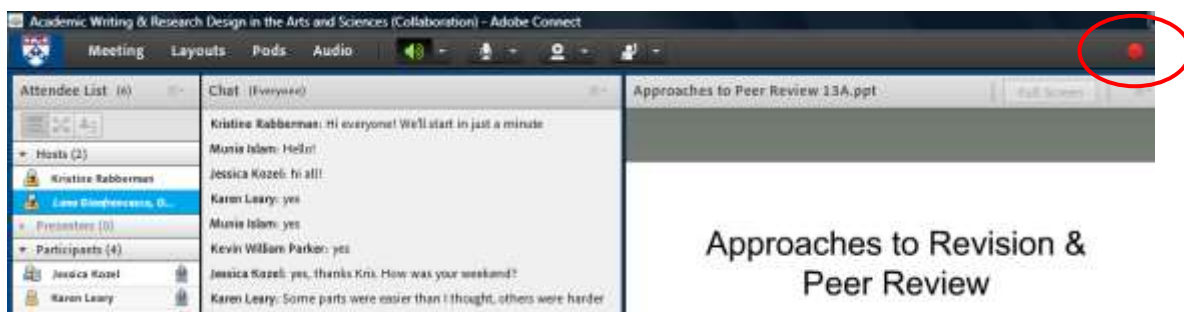 Academic Writing & Research Design in the Arts and Sciences (Collaboration) - Adobe Connect
Meeting Layouts Pods Audio
Attendee List (6)
Hosts (2)
Kristine Rabberman
Presenters (0)
Participants (4)
Jessica Kozel
Karen Leary
Chat (Everyone)
Kristine Rabberman: Hi everyone! We'll start in just a minute
Munia Islam: Hello!
Jessica Kozel: hi all!
Karen Leary: yes
Munia Islam: yes
Kevin William Parker: yes
Jessica Kozel: yes, thanks Kris. How was your weekend?
Karen Leary: Some parts were easier than I thought, others were harder
Approaches to Peer Review 13A.ppt
Full Screen
Approaches to Revision &
Peer Review